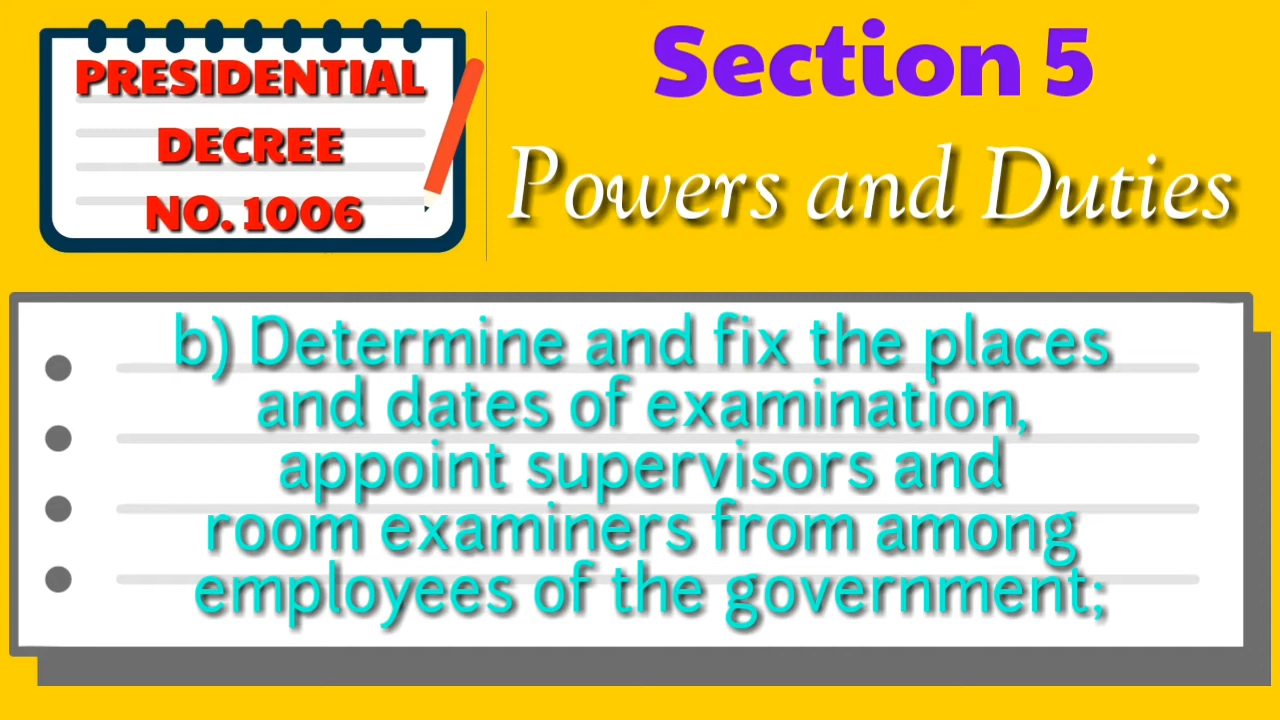 PRESIDENTIAL
DECREE
NO. 1006
Section 5
Powers and Duties
b) Determine and fix the places
and dates of examination,
appoint supervisors and
room examiners from among
employees of the government;